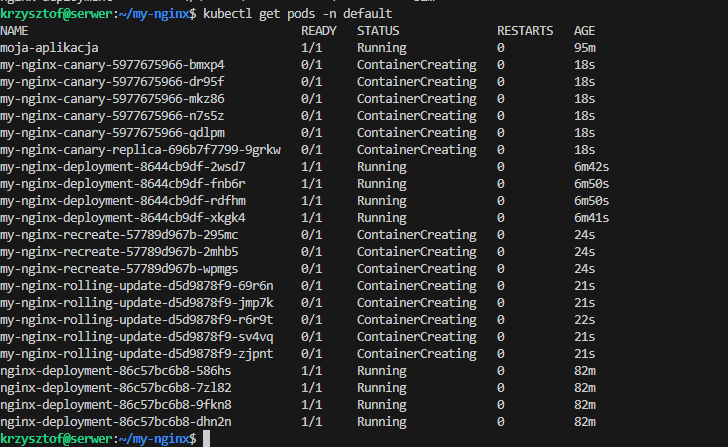 krzysztof@serwer:~/my-nginx$ kubectl get pods -n default
NAME READY STATUS RESTARTS AGE
moja-aplikacja 1/1 Running 0 95m
my-nginx-canary-5977675966-bmxp4 0/1 ContainerCreating 0 18s
my-nginx-canary-5977675966-dr95f 0/1 ContainerCreating 0 18s
my-nginx-canary-5977675966-mkz86 0/1 ContainerCreating 0 18s
my-nginx-canary-5977675966-n7s5z 0/1 ContainerCreating 0 18s
my-nginx-canary-5977675966-qdlpm 0/1 ContainerCreating 0 18s
my-nginx-canary-replica-696b7f7799-9grkw 0/1 ContainerCreating 0 18s
my-nginx-deployment-8644cb9df-2wsd7 1/1 Running 0 6m42s
my-nginx-deployment-8644cb9df-fnb6r 1/1 Running 0 6m50s
my-nginx-deployment-8644cb9df-rdfhm 1/1 Running 0 6m50s
my-nginx-deployment-8644cb9df-xkgk4 1/1 Running 0 6m41s
my-nginx-recreate-57789d967b-295mc 0/1 ContainerCreating 0 24s
my-nginx-recreate-57789d967b-2mhb5 0/1 ContainerCreating 0 24s
my-nginx-recreate-57789d967b-wpmgs 0/1 ContainerCreating 0 24s
my-nginx-rolling-update-d5d9878f9-69r6n 0/1 ContainerCreating 0 21s
my-nginx-rolling-update-d5d9878f9-jmp7k 0/1 ContainerCreating 0 21s
my-nginx-rolling-update-d5d9878f9-r6r9t 0/1 ContainerCreating 0 22s
my-nginx-rolling-update-d5d9878f9-sv4vq 0/1 ContainerCreating 0 21s
my-nginx-rolling-update-d5d9878f9-zjpnt 0/1 ContainerCreating 0 21s
nginx-deployment-86c57bc6b8-586hs 1/1 Running 0 82m
nginx-deployment-86c57bc6b8-7zl82 1/1 Running 0 82m
nginx-deployment-86c57bc6b8-9fkn8 1/1 Running 0 82m
nginx-deployment-86c57bc6b8-dhn2n 1/1 Running 0 82m
krzysztof@serwer:~/my-nginx$